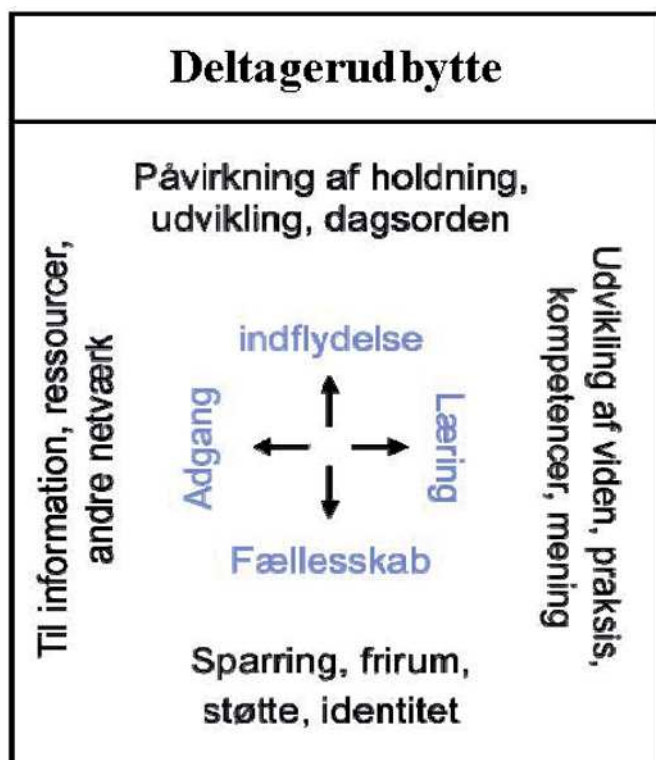 Deltagerudbytte
Påvirkning af holdning,
udvikling, dagsorden
Til information, ressourcer,
andre netværk
indflydelse
Adgang
Læring
Fællesskab
Udvikling af viden, praksis,
kompetencer, mening
Sparring, frirum,
støtte, identitet